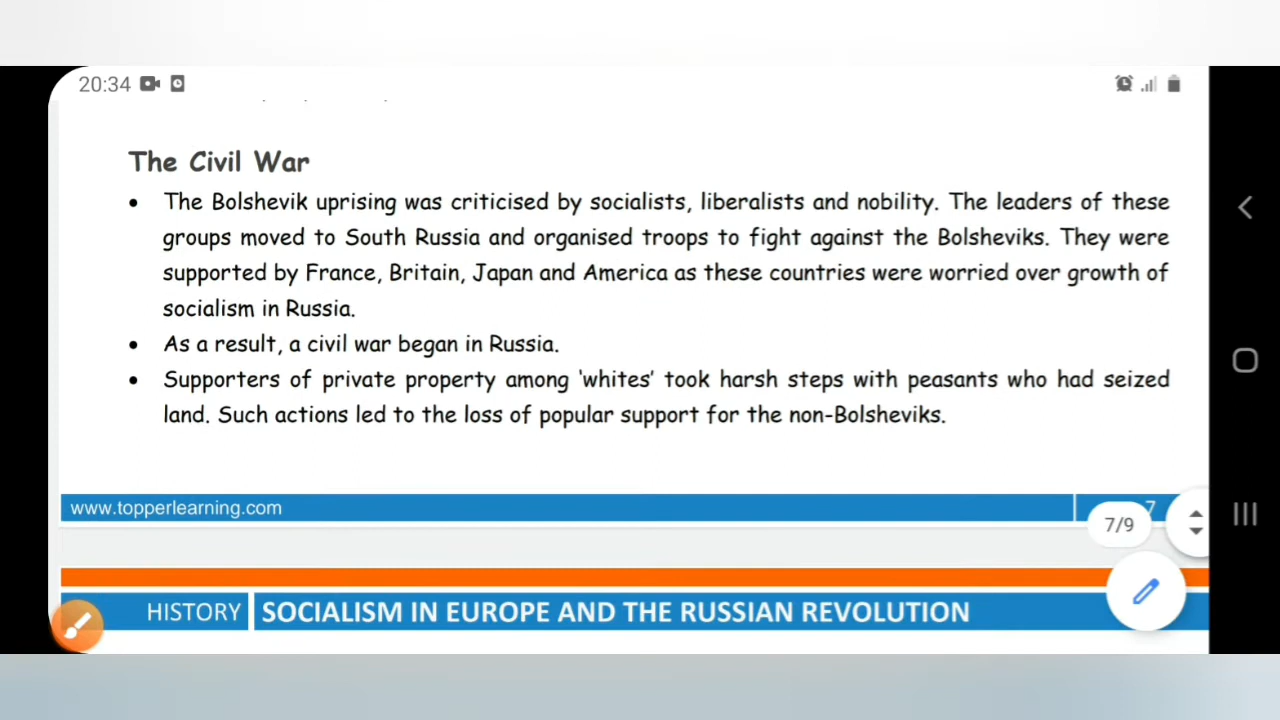 20:34
The Civil War
• The Bolshevik uprising was criticised by socialists, liberalists and nobility. The leaders of these
groups moved to South Russia and organised troops to fight against the Bolsheviks. They were
supported by France, Britain, Japan and America as these countries were worried over growth of
socialism in Russia.
• As a result, a civil war began in Russia.
• Supporters of private property among ‘whites’ took harsh steps with peasants who had seized
land. Such actions led to the loss of popular support for the non-Bolsheviks.
www.topperlearning.com 7
7/9
HISTORY SOCIALISM IN EUROPE AND THE RUSSIAN REVOLUTION